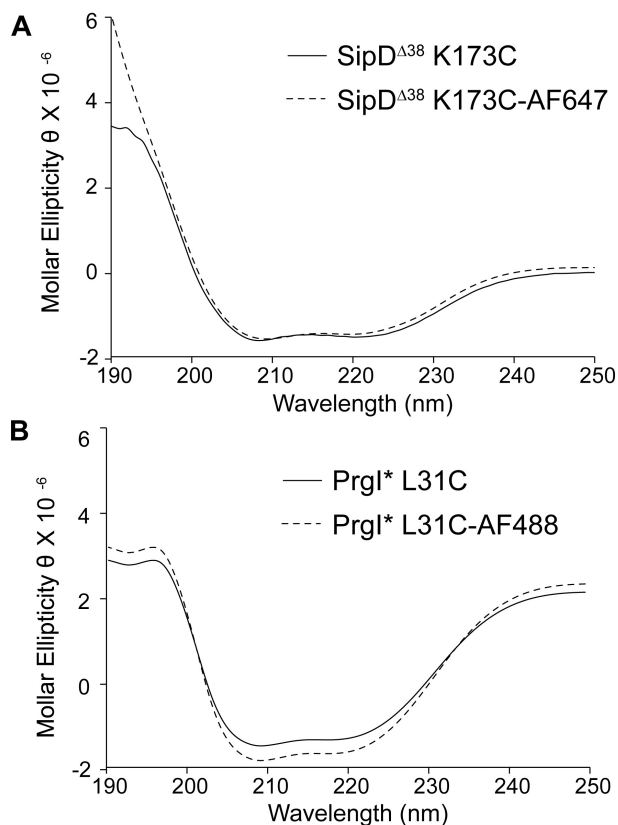 A
Mollar Ellipticity θ X 10 -6
6
4
2
0
-2
SipD^Δ38 K173C
SipD^Δ38 K173C-AF647
190 200 210 220 230 240 250
Wavelength (nm)
B
Mollar Ellipticity θ X 10 -6
6
4
2
0
-2
PrgI* L31C
PrgI* L31C-AF488
190 200 210 220 230 240 250
Wavelength (nm)